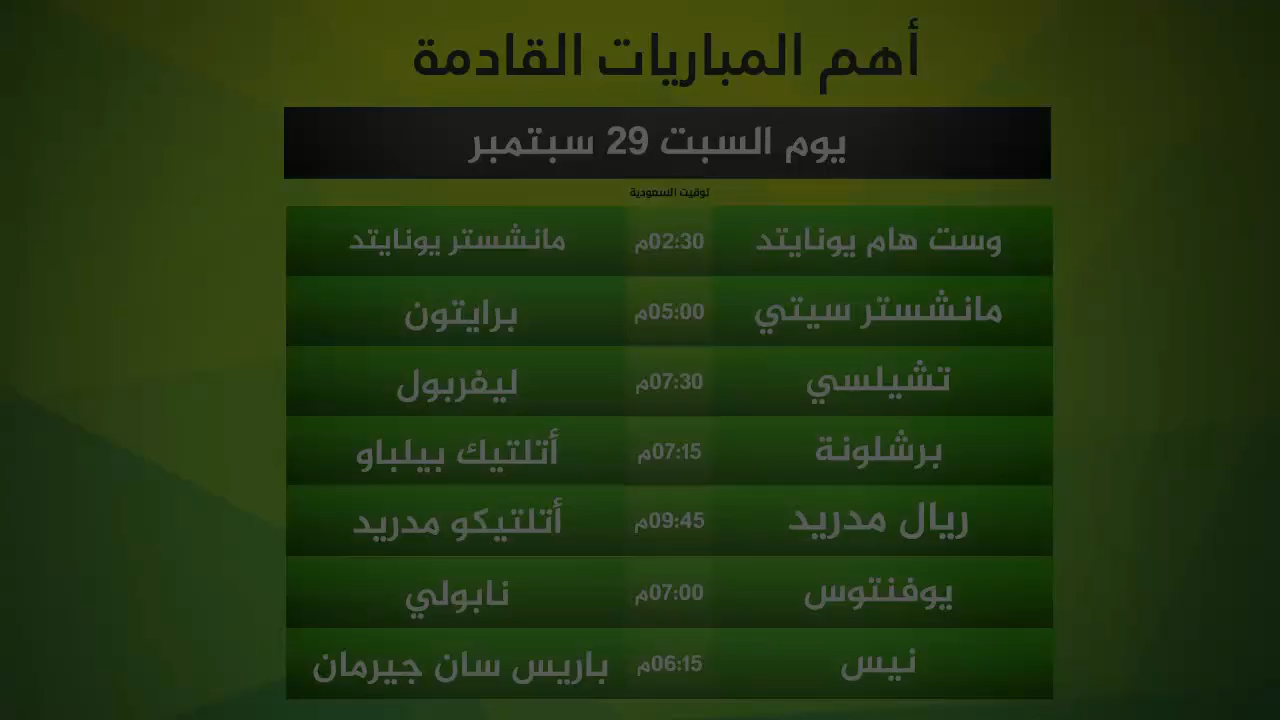 أهم المباريات القادمة
يوم السبت 29 سبتمبر
توقيت السعودية
وست هام يونايتد 02:30م مانشستر يونايتد
مانشستر سيتي 05:00م برايتون
تشيلسي 07:30م ليفربول
برشلونة 07:15م أتلتيك بيلباو
ريال مدريد 09:45م أتلتيكو مدريد
يوفنتوس 07:00م نابولي
نيس 06:15م باريس سان جيرمان